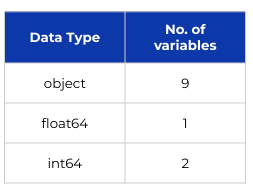 Data Type
No. of
variables
object 9
float64 1
int64 2